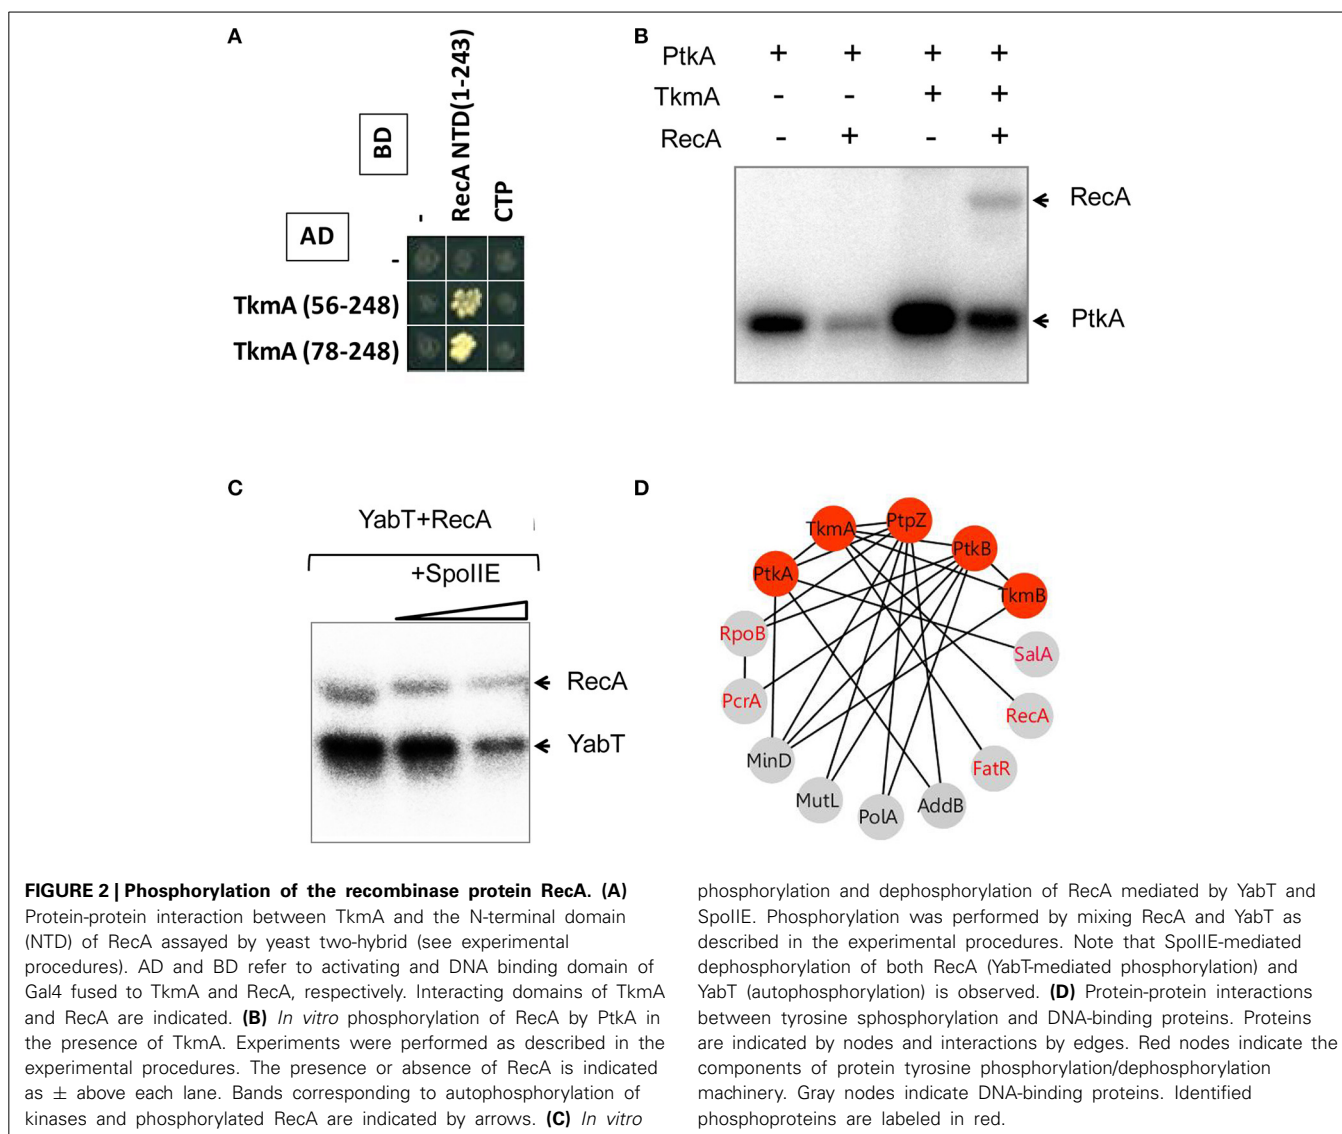 A
BD
RecA NTD(1-243)
-
CTP
AD
-
TkmA (56-248)
TkmA (78-248)
B
PtkA + + + +
TkmA - - + +
RecA - + - +
RecA
PtkA
C
YabT+RecA
+SpoIIE
RecA
YabT
D
TkmA
PtpZ
PtkB
PtkA
TkmB
RpoB
SalA
PcrA
RecA
MinD
FatR
MutL
PolA
AddB
FIGURE 2 | Phosphorylation of the recombinase protein RecA. (A)
Protein-protein interaction between TkmA and the N-terminal domain
(NTD) of RecA assayed by yeast two-hybrid (see experimental
procedures). AD and BD refer to activating and DNA binding domain of
Gal4 fused to TkmA and RecA, respectively. Interacting domains of TkmA
and RecA are indicated. (B) In vitro phosphorylation of RecA by PtkA in
the presence of TkmA. Experiments were performed as described in the
experimental procedures. The presence or absence of RecA is indicated
as ± above each lane. Bands corresponding to autophosphorylation of
kinases and phosphorylated RecA are indicated by arrows. (C) In vitro
phosphorylation and dephosphorylation of RecA mediated by YabT and
SpoIIE. Phosphorylation was performed by mixing RecA and YabT as
described in the experimental procedures. Note that SpoIIE-mediated
dephosphorylation of both RecA (YabT-mediated phosphorylation) and
YabT (autophosphorylation) is observed. (D) Protein-protein interactions
between tyrosine sphosphorylation and DNA-binding proteins. Proteins
are indicated by nodes and interactions by edges. Red nodes indicate the
components of protein tyrosine phosphorylation/dephosphorylation
machinery. Gray nodes indicate DNA-binding proteins. Identified
phosphoproteins are labeled in red.